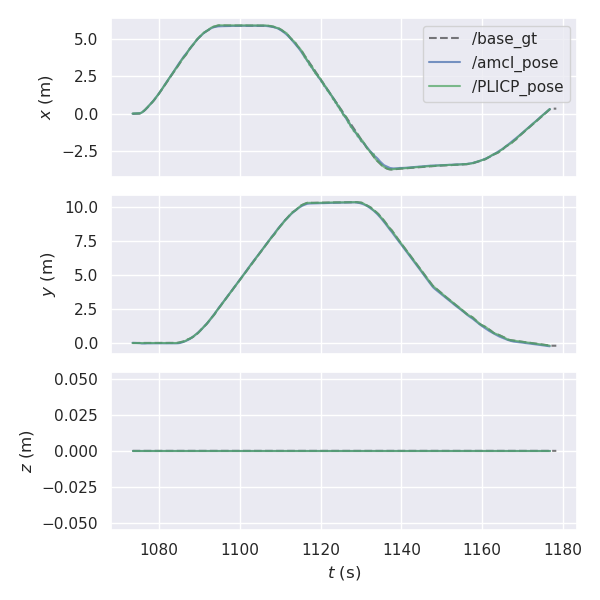 5.0
2.5
0.0
−2.5
x (m)
/base_gt
/amcl_pose
/PLICP_pose
10.0
7.5
5.0
2.5
0.0
y (m)
0.050
0.025
0.000
−0.025
−0.050
z (m)
1080 1100 1120 1140 1160 1180
t (s)